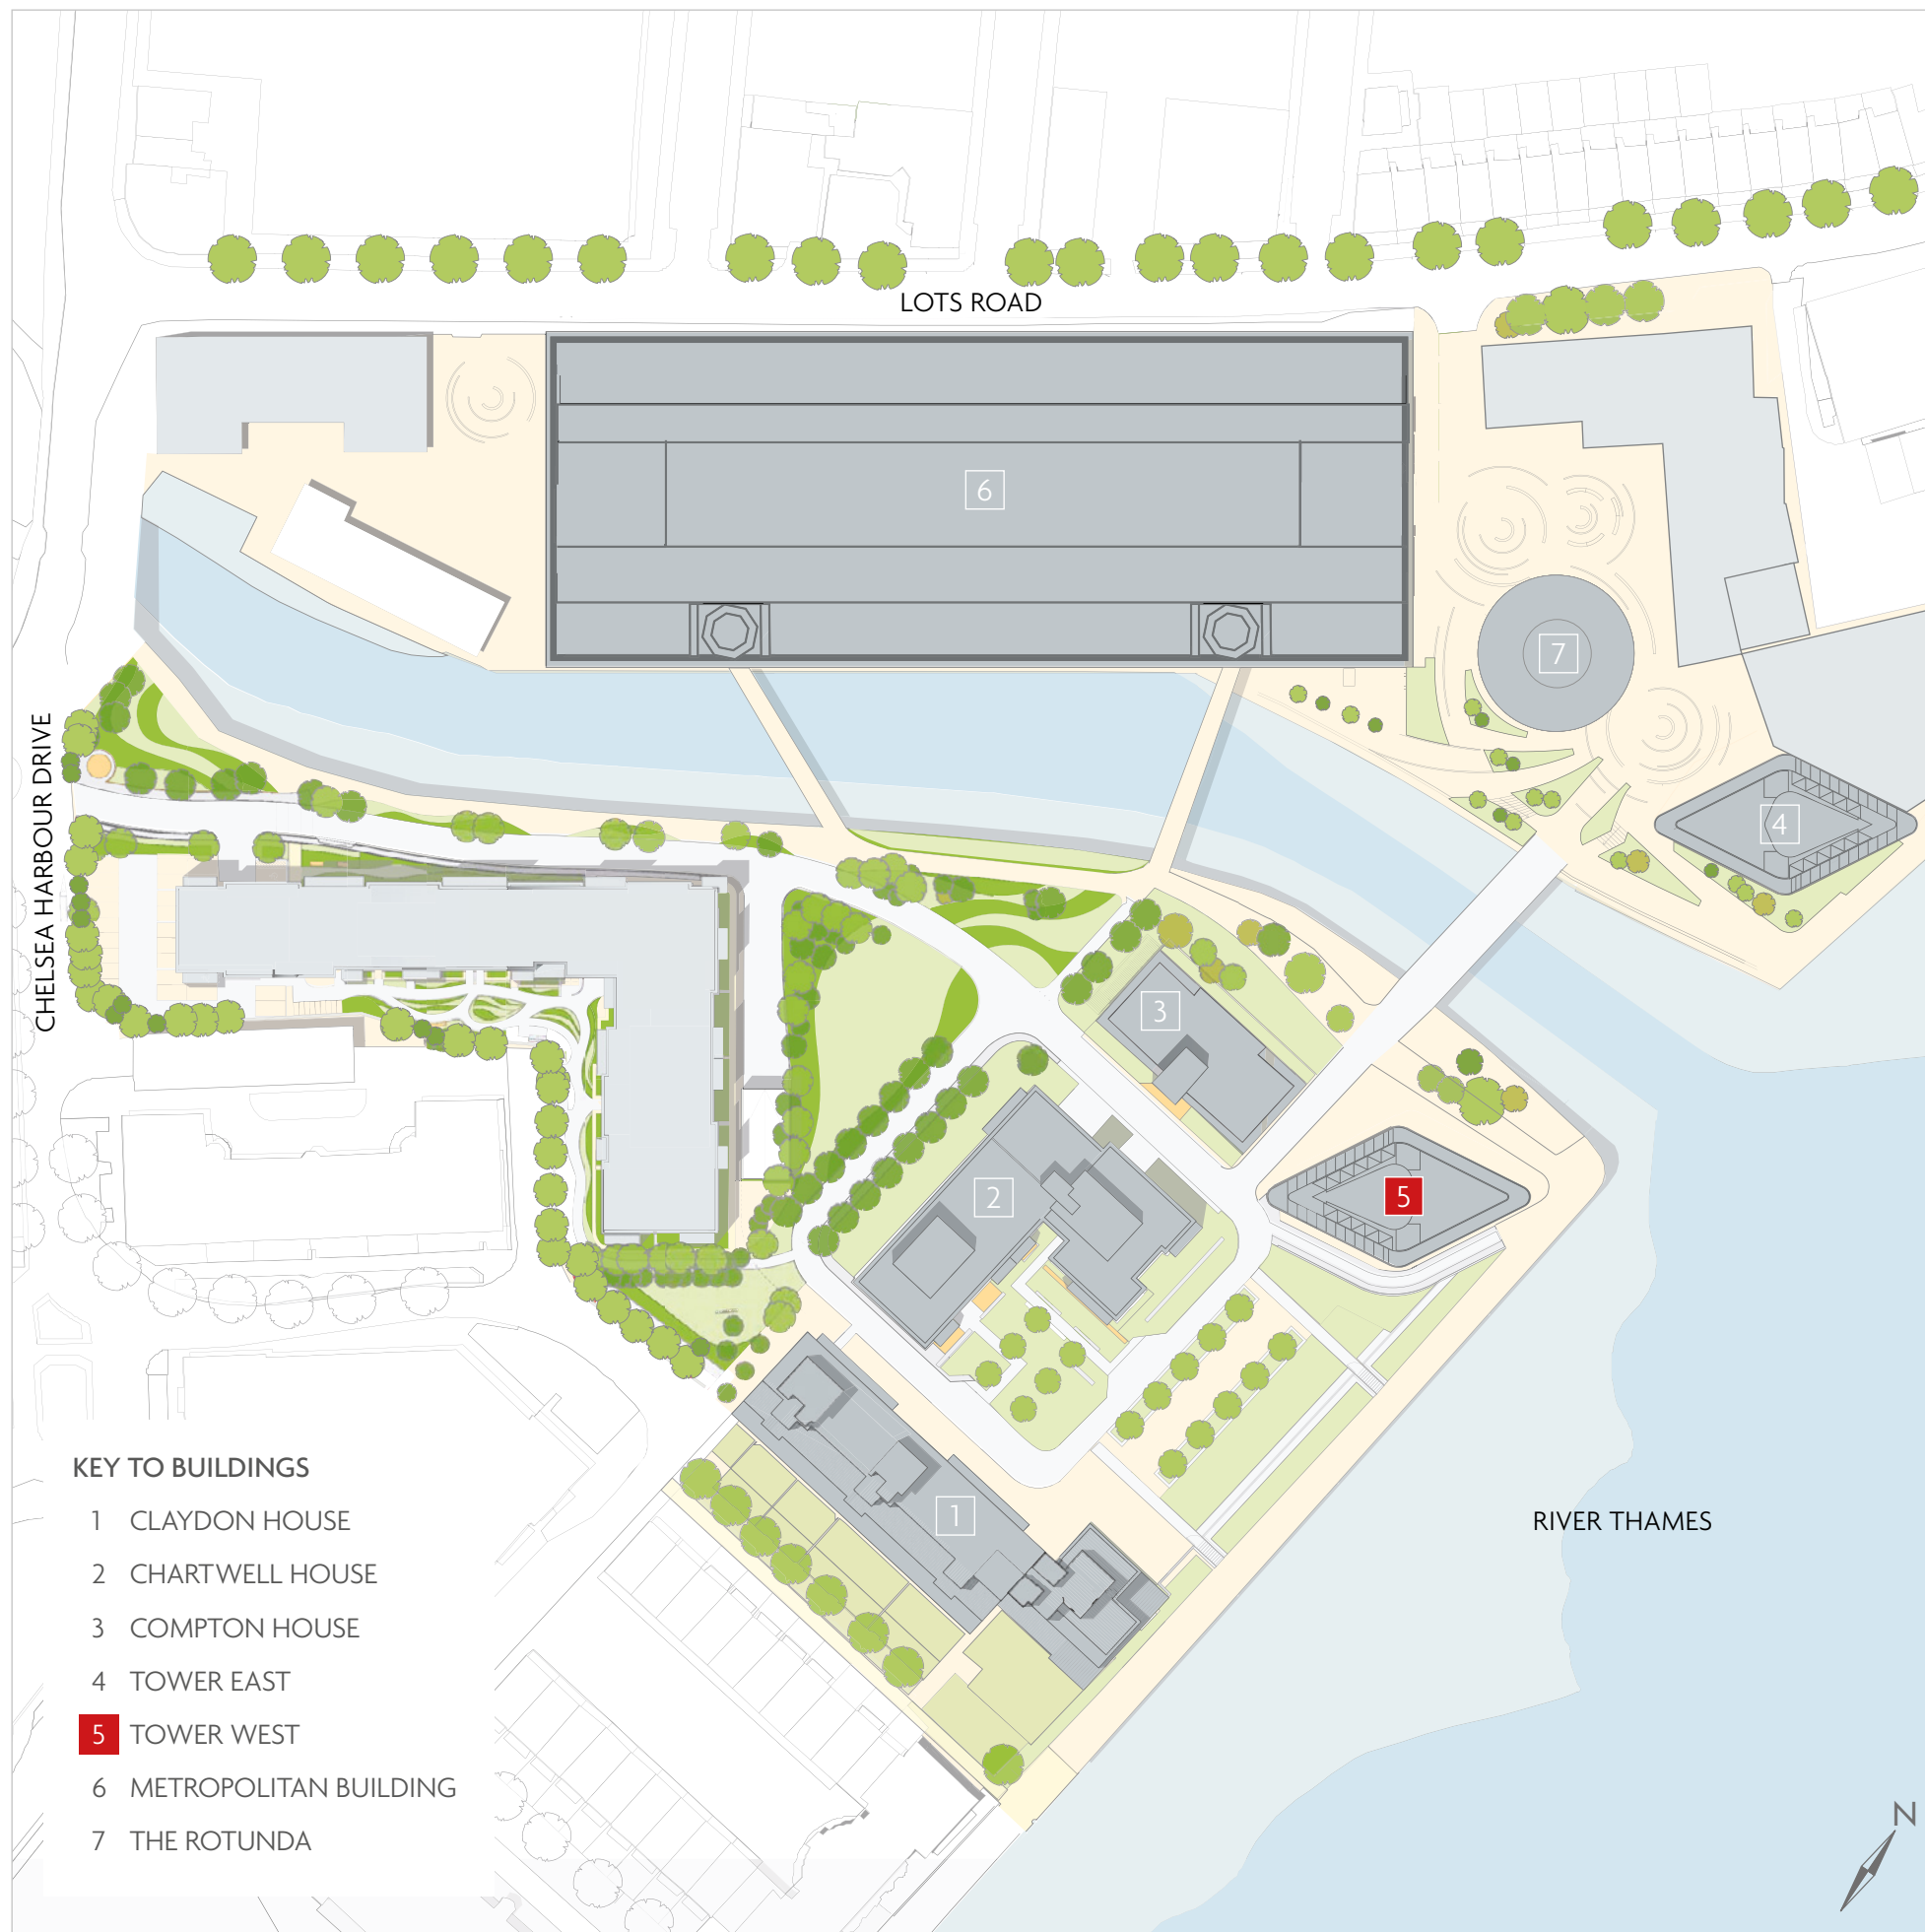 LOTS ROAD
6
7
4
CHELSEA HARBOUR DRIVE
3
2
5
1
RIVER THAMES
KEY TO BUILDINGS
1 CLAYDON HOUSE
2 CHARTWELL HOUSE
3 COMPTON HOUSE
4 TOWER EAST
5 TOWER WEST
6 METROPOLITAN BUILDING
7 THE ROTUNDA
N